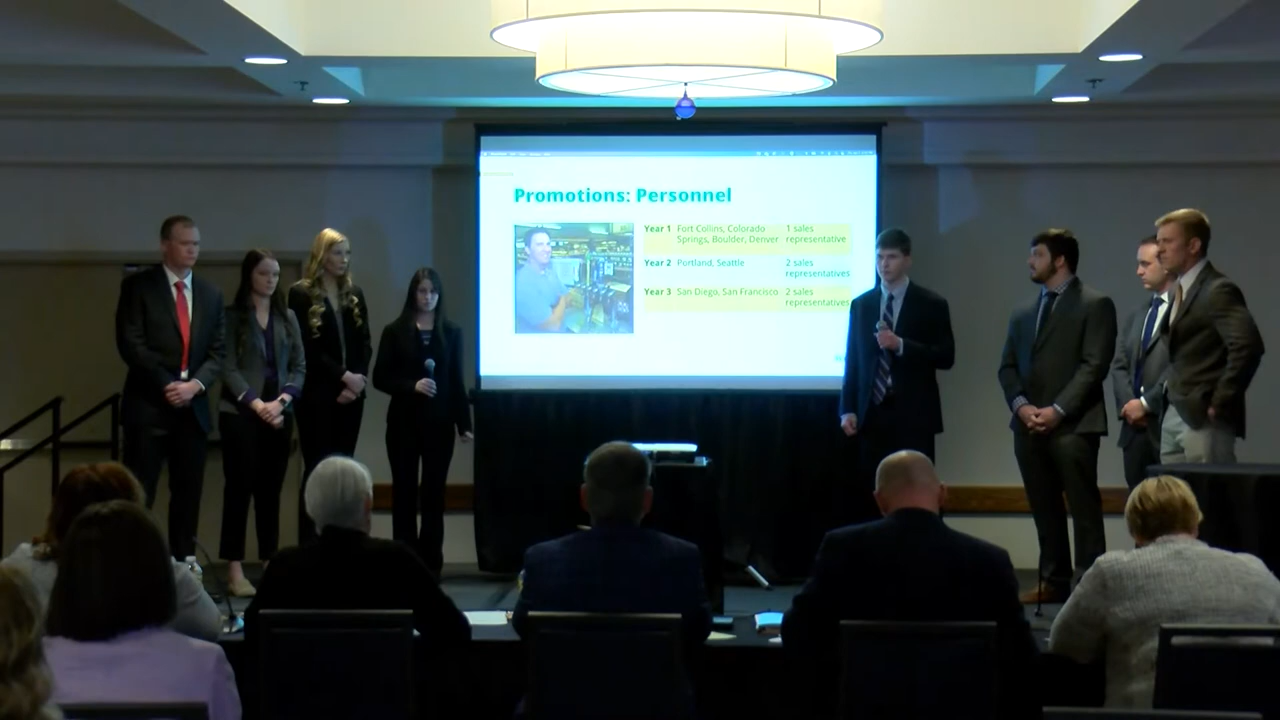 Promotions: Personnel
Year 1 Fort Collins, Colorado 1 sales
Springs, Boulder, Denver representative
Year 2 Portland, Seattle 2 sales
representatives
Year 3 San Diego, San Francisco 2 sales
representatives